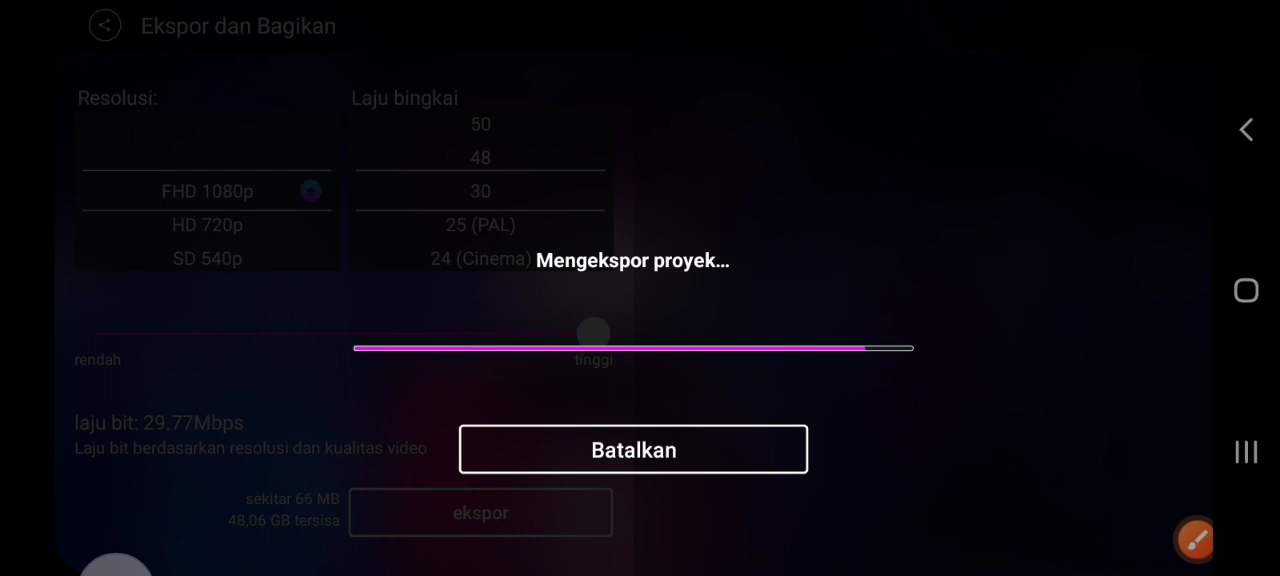 Ekspor dan Bagikan
Resolusi:
Laju bingkai
50
48
FHD 1080p
30
HD 720p
25 (PAL)
SD 540p
24 (Cinema)
Mengekspor proyek...
rendah
tinggi
laju bit: 29.77Mbps
Laju bit berdasarkan resolusi dan kualitas video
Batalkan
sekitar 66 MB
48,06 GB tersisa
ekspor